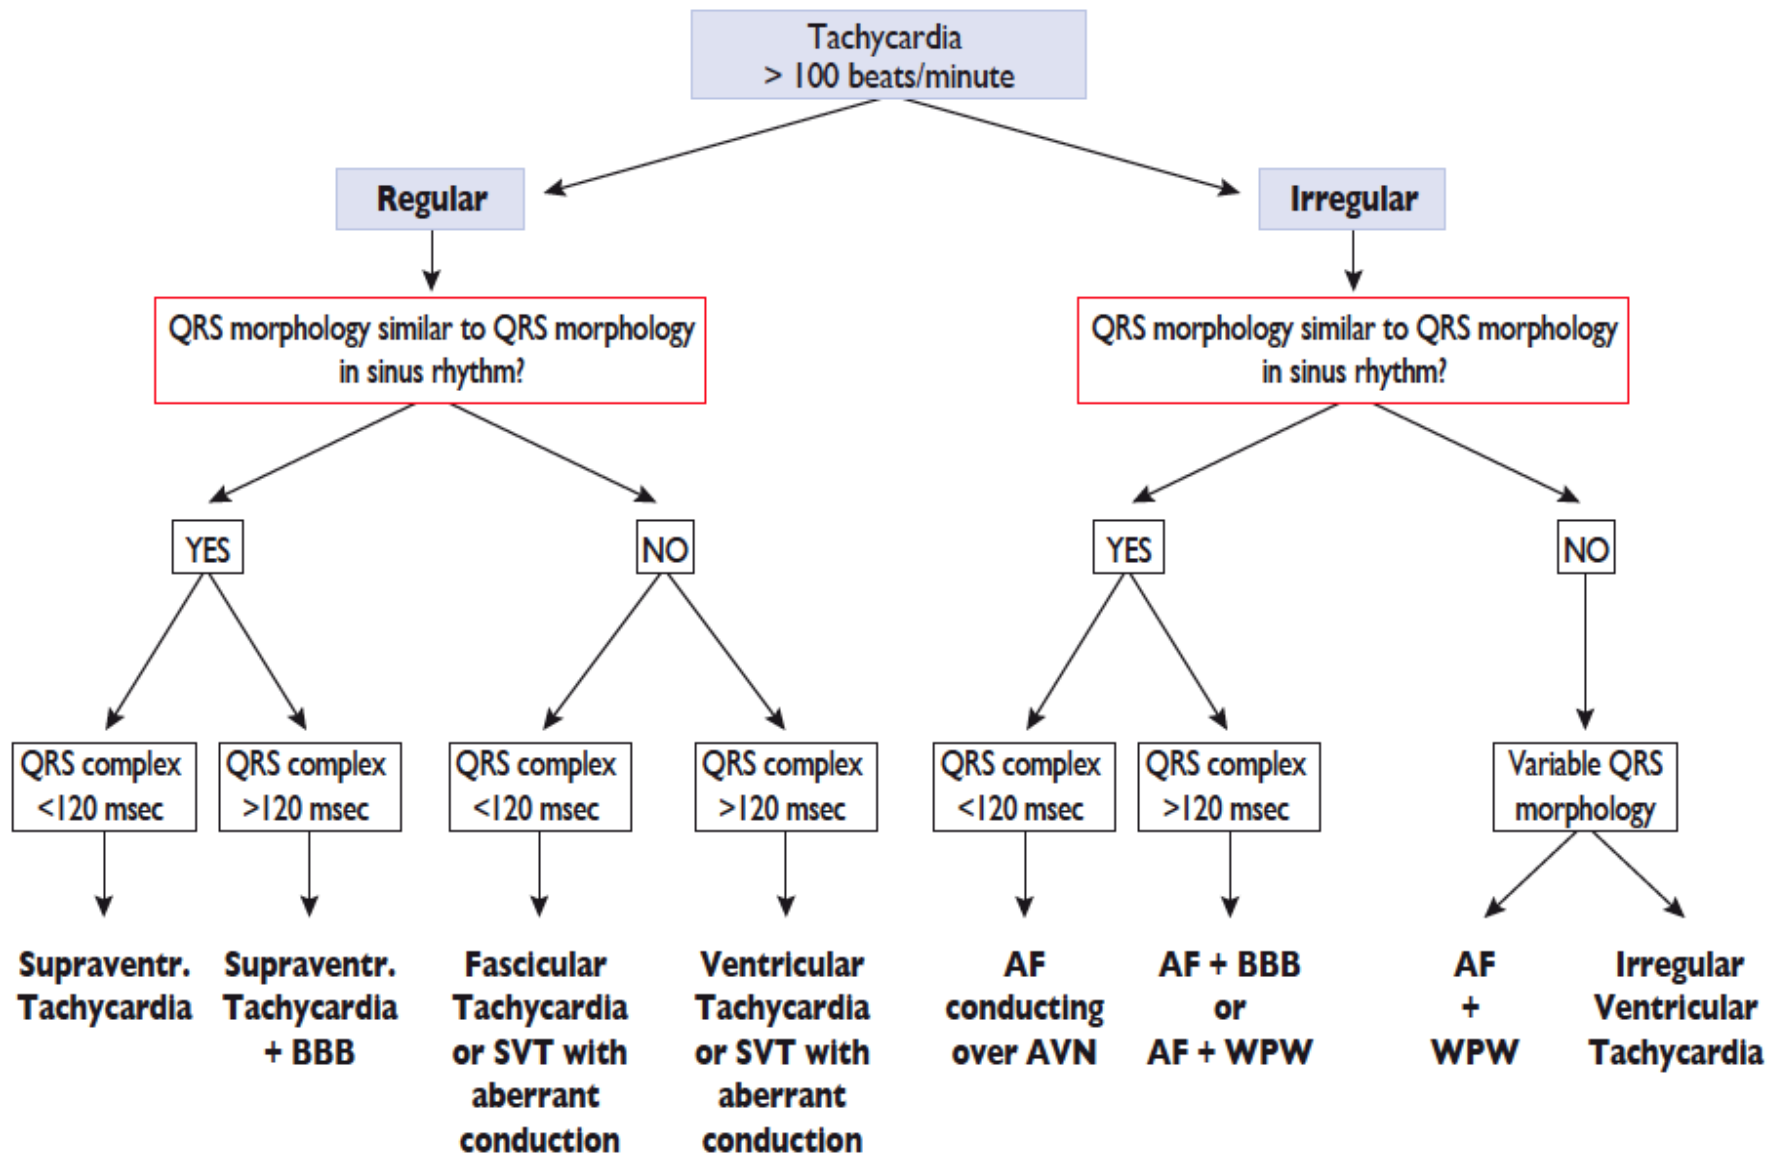 Tachycardia
> 100 beats/minute
Regular
Irregular
QRS morphology similar to QRS morphology
in sinus rhythm?
QRS morphology similar to QRS morphology
in sinus rhythm?
YES
NO
YES
NO
QRS complex
<120 msec
QRS complex
>120 msec
QRS complex
<120 msec
QRS complex
>120 msec
QRS complex
<120 msec
QRS complex
>120 msec
Variable QRS
morphology
Supraventr.
Tachycardia
Supraventr.
Tachycardia
+ BBB
Fascicular
Tachycardia
or SVT with
aberrant
conduction
Ventricular
Tachycardia
or SVT with
aberrant
conduction
AF
conducting
over AVN
AF + BBB
or
AF + WPW
AF
+
WPW
Irregular
Ventricular
Tachycardia